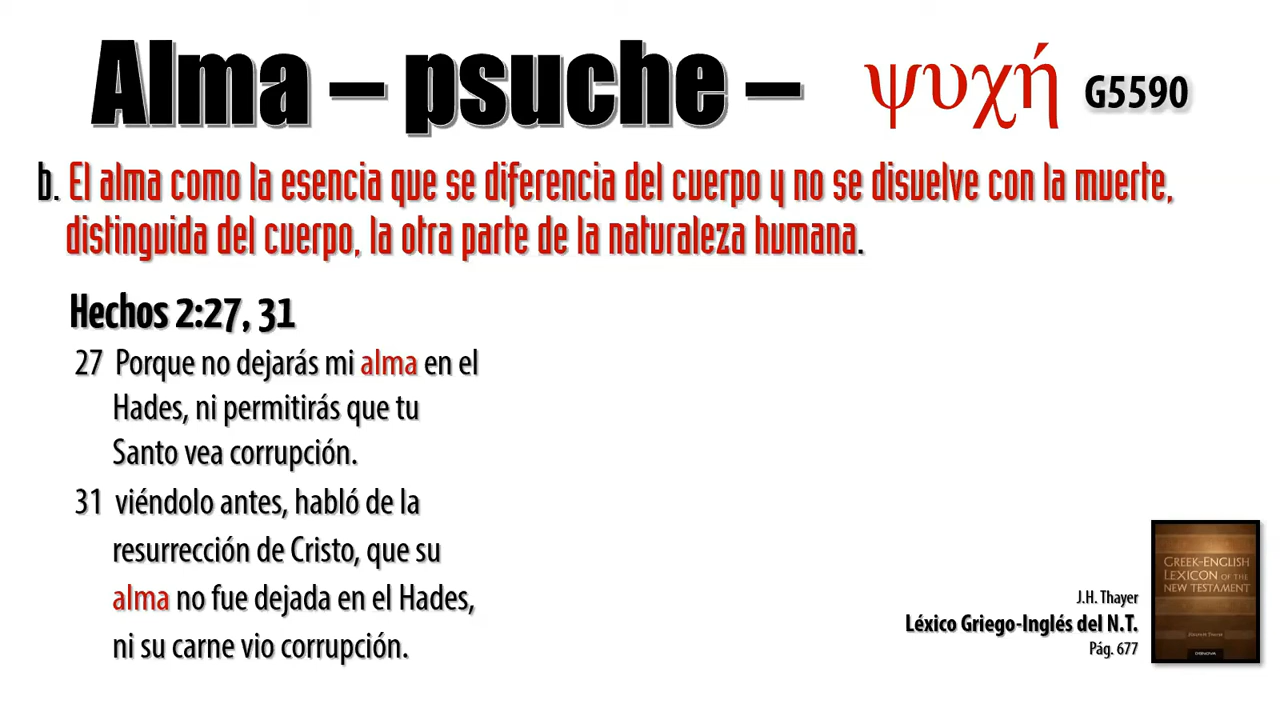 Alma – psuche – ψυχή G5590
b. El alma como la esencia que se diferencia del cuerpo y no se disuelve con la muerte,
distinguida del cuerpo, la otra parte de la naturaleza humana.
Hechos 2:27, 31
27 Porque no dejarás mi alma en el
Hades, ni permitirás que tu
Santo vea corrupción.
31 viéndolo antes, habló de la
resurrección de Cristo, que su
alma no fue dejada en el Hades,
ni su carne vio corrupción.
J.H. Thayer
Léxico Griego-Inglés del N.T.
Pág. 677
GREEK-ENGLISH
LEXICON OF THE
NEW TESTAMENT